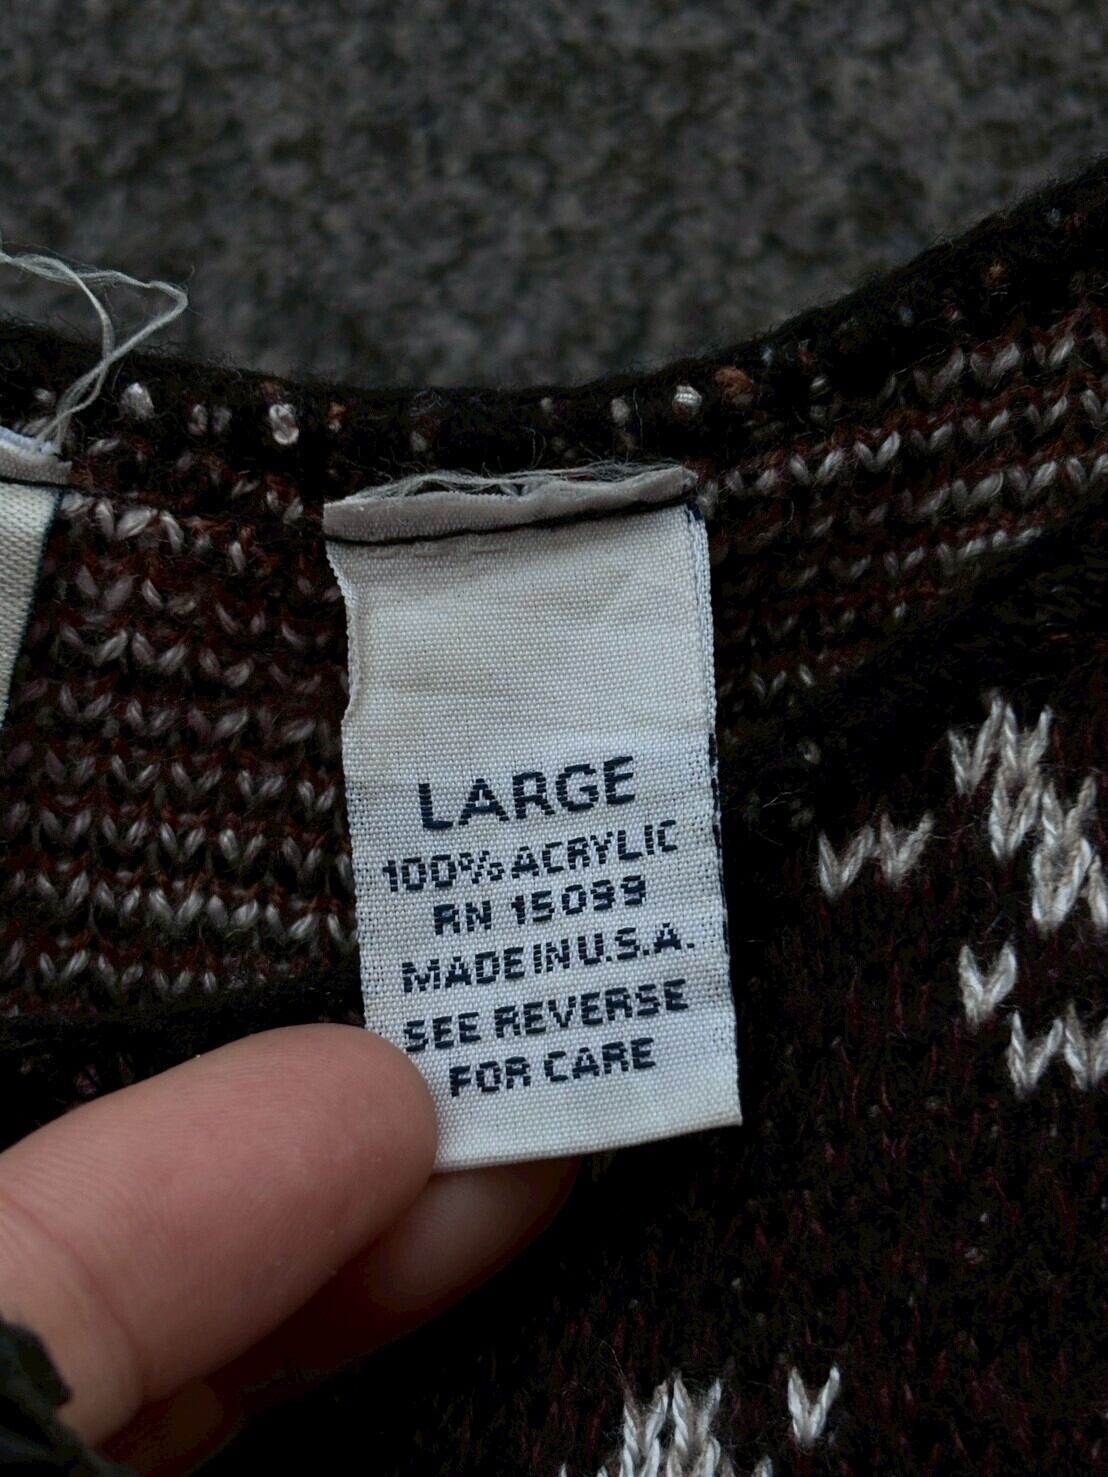 LARGE
100% ACRYLIC
RN 15099
MADE IN U.S.A.
SEE REVERSE
FOR CARE